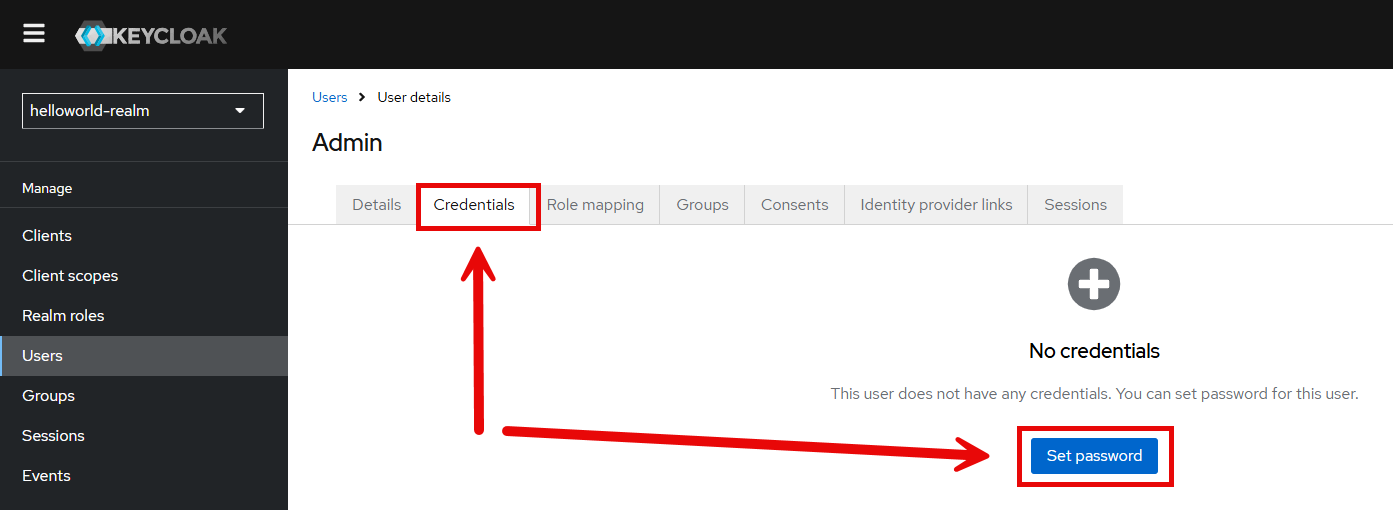 KEYCLOAK
helloworld-realm
Manage
Clients
Client scopes
Realm roles
Users
Groups
Sessions
Events
Users > User details
Admin
Details Credentials Role mapping Groups Consents Identity provider links Sessions
No credentials
This user does not have any credentials. You can set password for this user.
Set password